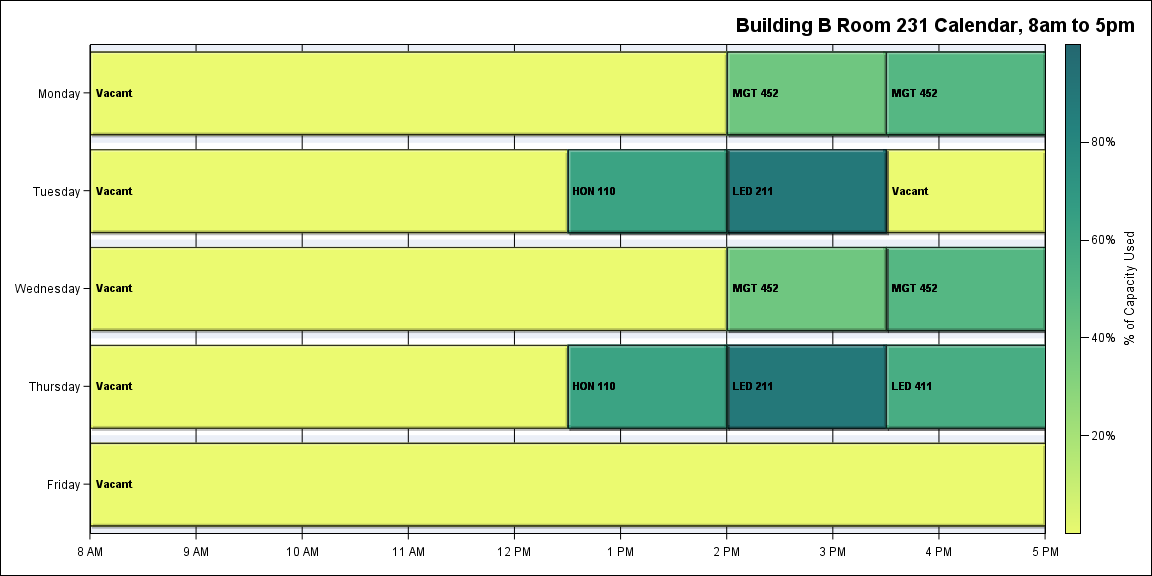 Building B Room 231 Calendar, 8am to 5pm
Monday
Vacant
MGT 452
MGT 452
Tuesday
Vacant
HON 110
LED 211
Vacant
Wednesday
Vacant
MGT 452
MGT 452
Thursday
Vacant
HON 110
LED 211
LED 411
Friday
Vacant
8 AM
9 AM
10 AM
11 AM
12 PM
1 PM
2 PM
3 PM
4 PM
5 PM
80%
60%
40%
20%
% of Capacity Used